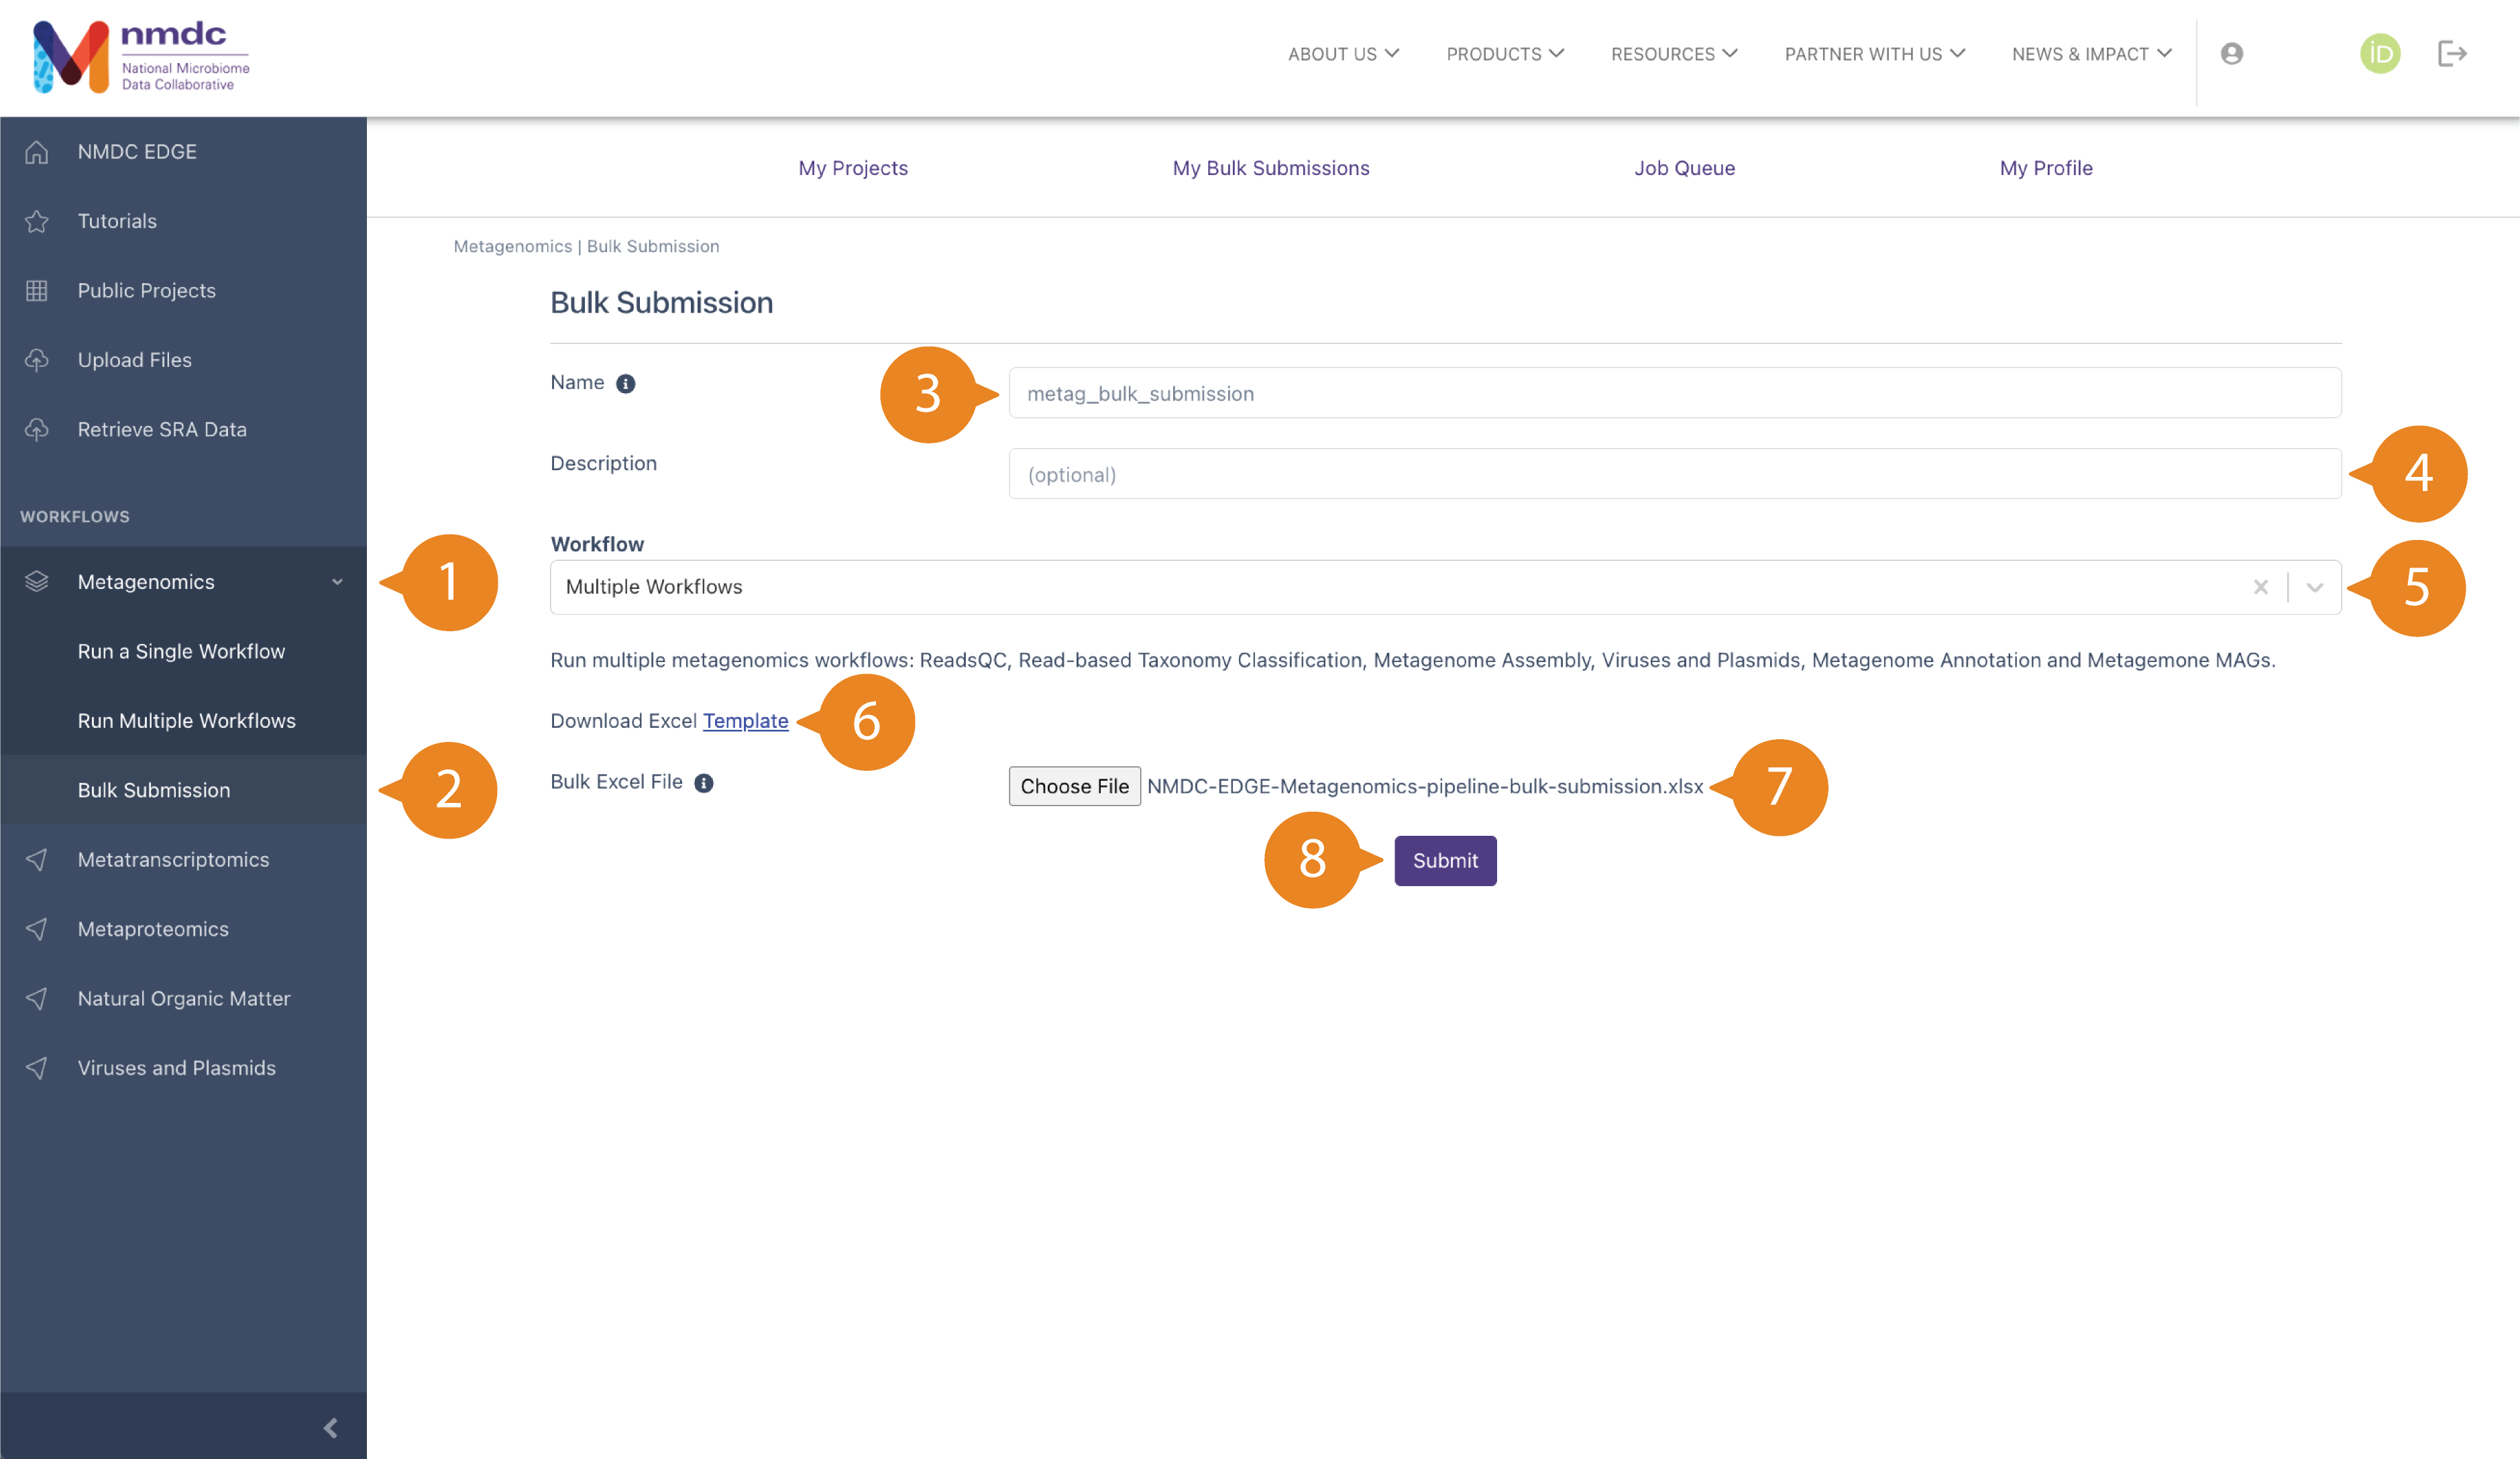 nmdc
National Microbiome
Data Collaborative
ABOUT US PRODUCTS RESOURCES PARTNER WITH US NEWS & IMPACT iD
NMDC EDGE
Tutorials
Public Projects
Upload Files
Retrieve SRA Data
WORKFLOWS
Metagenomics 1
Run a Single Workflow
Run Multiple Workflows
Bulk Submission 2
Metatranscriptomics
Metaproteomics
Natural Organic Matter
Viruses and Plasmids
My Projects My Bulk Submissions Job Queue My Profile
Metagenomics | Bulk Submission
Bulk Submission
Name 3 metag_bulk_submission
Description (optional) 4
Workflow
Multiple Workflows 5
Run multiple metagenomics workflows: ReadsQC, Read-based Taxonomy Classification, Metagenome Assembly, Viruses and Plasmids, Metagenome Annotation and Metagemone MAGs.
Download Excel Template 6
Bulk Excel File Choose File NMDC-EDGE-Metagenomics-pipeline-bulk-submission.xlsx 7
8 Submit